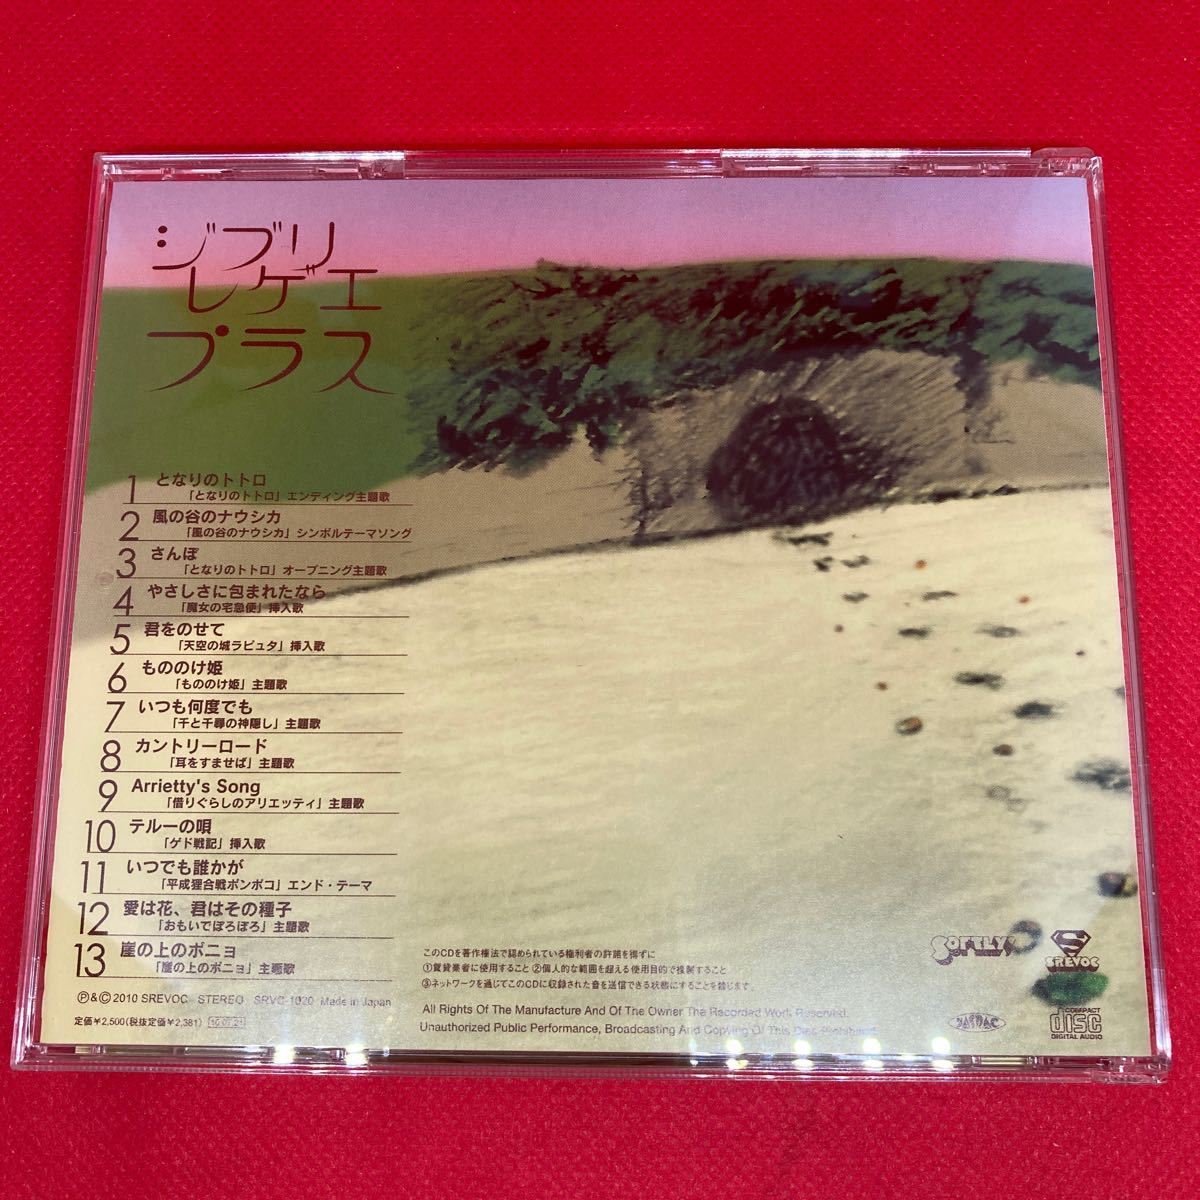 ジブリ
レゲエ
プラス
1 となりのトトロ
「となりのトトロ」エンディング主題歌
2 風の谷のナウシカ
「風の谷のナウシカ」シンボルテーマソング
3 さんぽ
「となりのトトロ」オープニング主題歌
4 やさしさに包まれたなら
「魔女の宅急便」挿入歌
5 君をのせて
「天空の城ラピュタ」挿入歌
6 もののけ姫
「もののけ姫」主題歌
7 いつも何度でも
「千と千尋の神隠し」主題歌
8 カントリーロード
「耳をすませば」主題歌
9 Arrietty's Song
「借りぐらしのアリエッティ」主題歌
10 テルーの唄
「ゲド戦記」挿入歌
11 いつでも誰かが
「平成狸合戦ポンポコ」エンド・テーマ
12 愛は花、君はその種子
「おもいでぽろぽろ」主題歌
13 崖の上のポニョ
「崖の上のポニョ」主題歌
℗&© 2010 SREVOC STEREO SRVC-1020 Made in Japan
定価¥2,500(税抜定価¥2,381) 10.07.21
このCDを著作権法で認められている権利者の許諾を得ずに
①賃貸業者に使用すること ②個人的な範囲を超える使用目的で複製すること
③ネットワークを通じてこのCDに収録された音を送信できる状態にすることを禁じます。
All Rights Of The Manufacture And Of The Owner The Recorded Work Reserved.
Unauthorized Public Performance, Broadcasting And Copying Of This Disc Prohibited.
SOFTLY
SREVOC
JASRAC
COMPACT
disc
DIGITAL AUDIO